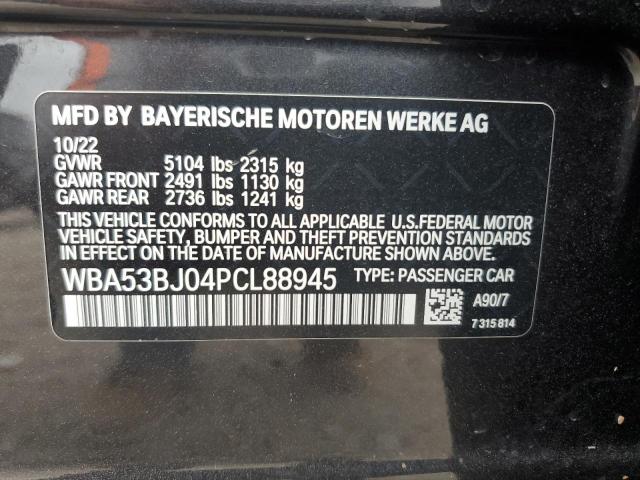 MFD BY BAYERISCHE MOTOREN WERKE AG
10/22
GVWR 5104 lbs 2315 kg
GAWR FRONT 2491 lbs 1130 kg
GAWR REAR 2736 lbs 1241 kg
THIS VEHICLE CONFORMS TO ALL APPLICABLE U.S.FEDERAL MOTOR
VEHICLE SAFETY, BUMPER AND THEFT PREVENTION STANDARDS IN
EFFECT ON THE DATE OF MANUFACTURE SHOWN ABOVE.
WBA53BJ04PCL88945 TYPE: PASSENGER CAR
A90/7
7 315 814